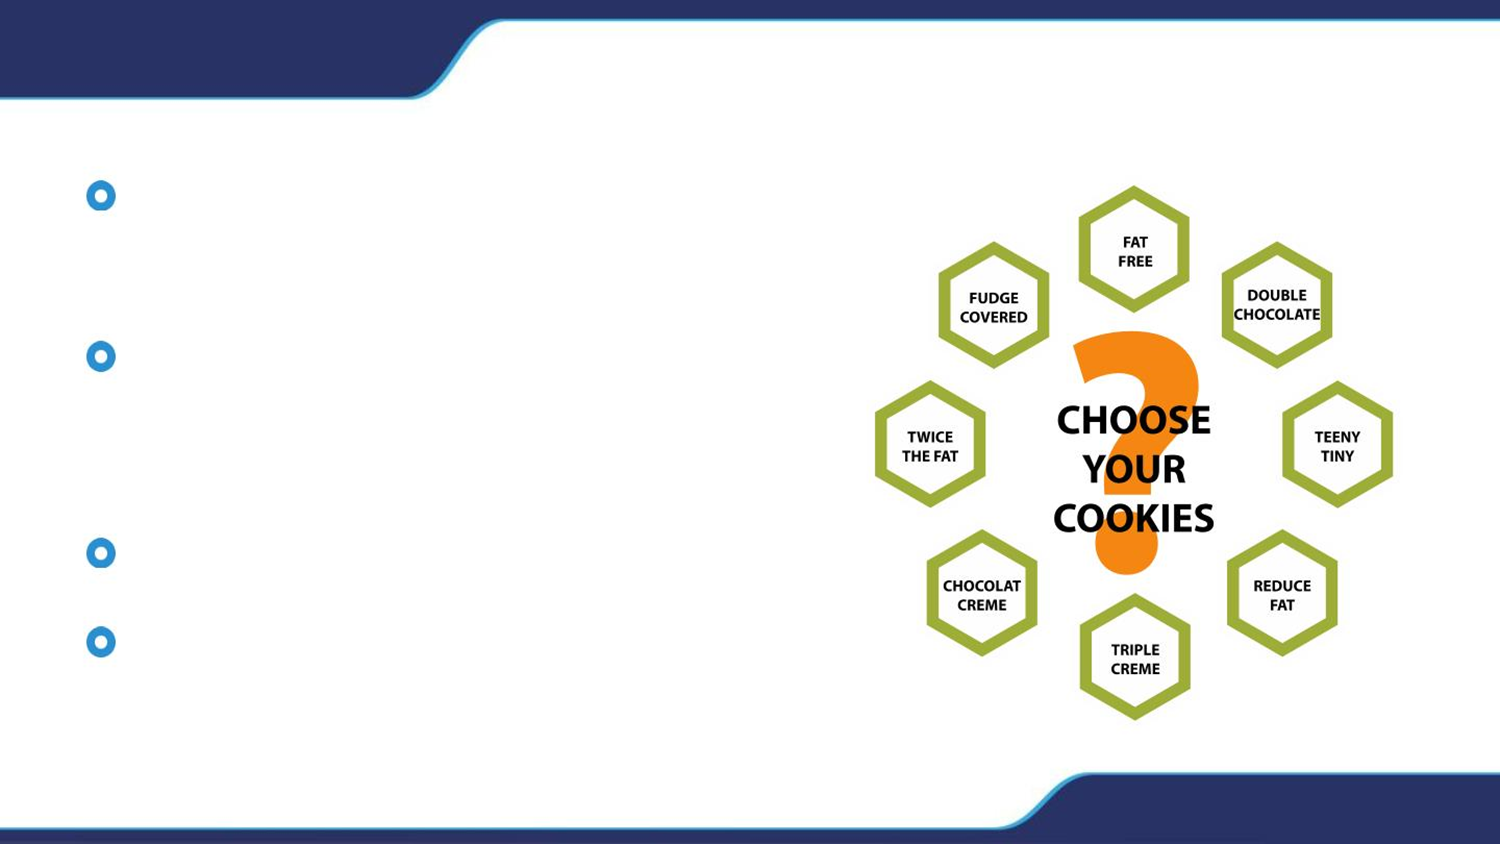 FAT
FREE
FUDGE
COVERED
DOUBLE
CHOCOLATE
TWICE
THE FAT
CHOOSE
YOUR
COOKIES
TEENY
TINY
CHOCOLAT
CREME
REDUCE
FAT
TRIPLE
CREME